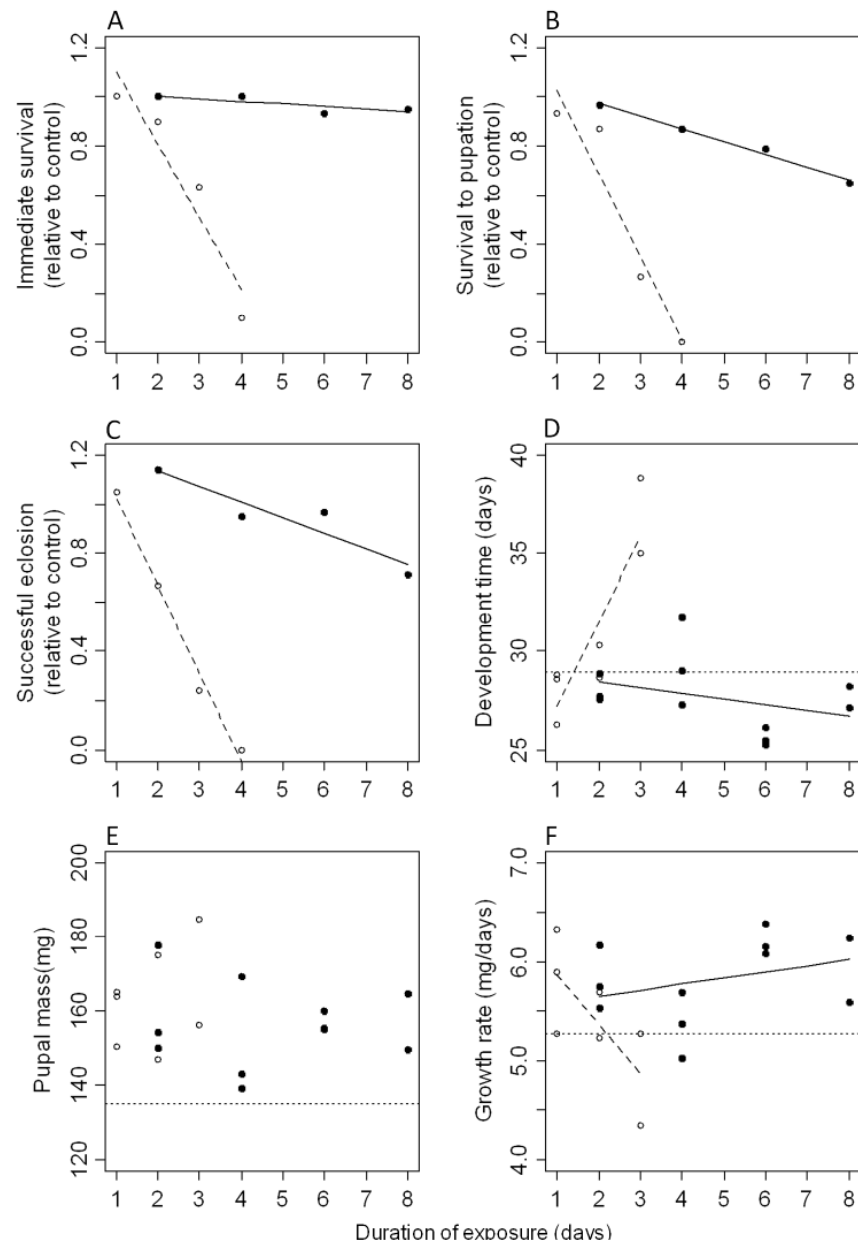 A
Immediate survival
(relative to control)
0.0 0.4 0.8 1.2
1 2 3 4 5 6 7 8
B
Survival to pupation
(relative to control)
0.0 0.4 0.8 1.2
1 2 3 4 5 6 7 8
C
Successful eclosion
(relative to control)
0.0 0.4 0.8 1.2
1 2 3 4 5 6 7 8
D
Development time (days)
25 30 35 40
1 2 3 4 5 6 7 8
E
Pupal mass(mg)
120 140 160 180 200
1 2 3 4 5 6 7 8
F
Growth rate (mg/days)
4.0 5.0 6.0 7.0
1 2 3 4 5 6 7 8
Duration of exposure (days)